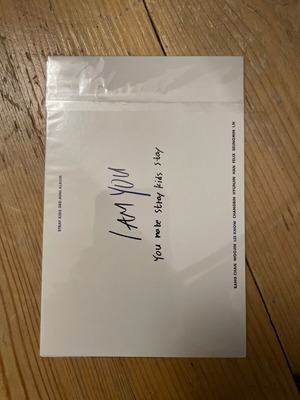 STRAY KIDS 3RD MINI ALBUM
I AM YOU
You make Stray Kids Stay
BANG CHAN WOOJIN LEE KNOW CHANGBIN HYUNJIN HAN FELIX SEUNGMIN I.N